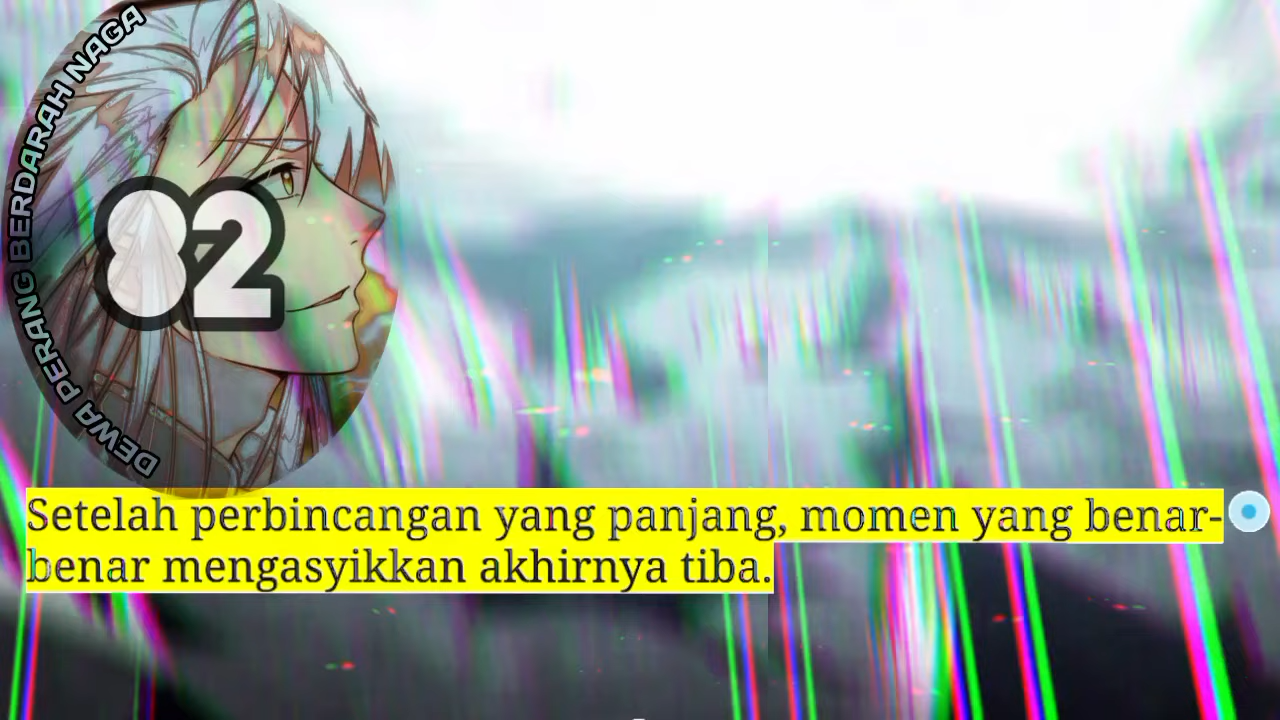 DEWA PERANG BERDARAH NAGA
82
Setelah perbincangan yang panjang, momen yang benar-
benar mengasyikkan akhirnya tiba.